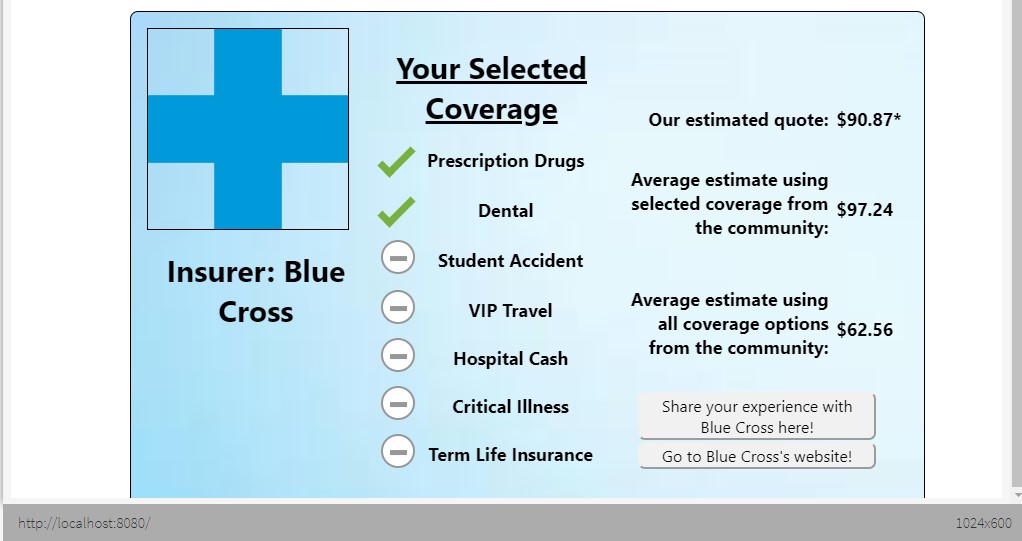 Your Selected
Coverage
Prescription Drugs
Dental
Student Accident
VIP Travel
Hospital Cash
Critical Illness
Term Life Insurance
Insurer: Blue
Cross
Our estimated quote: $90.87*
Average estimate using
selected coverage from
the community:
$97.24
Average estimate using
all coverage options
from the community:
$62.56
Share your experience with
Blue Cross here!
Go to Blue Cross's website!
http://localhost:8080/
1024x600